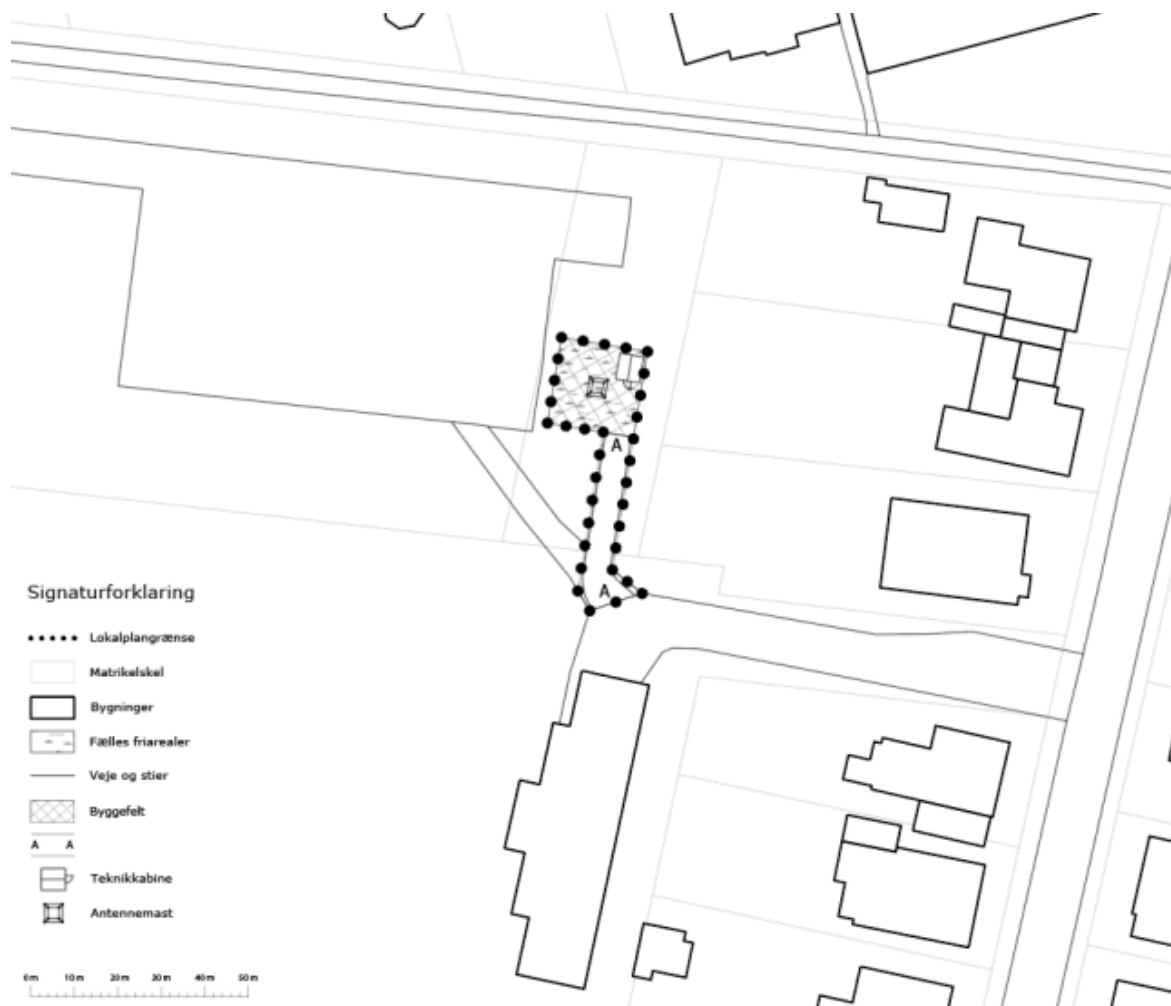 A
A
Signaturforklaring
Lokalplangrænse
Matrikelskel
Bygninger
Fælles friarealer
Veje og stier
Byggefelt
A A
Teknikkabine
Antennemast
0m 10m 20m 30m 40m 50m